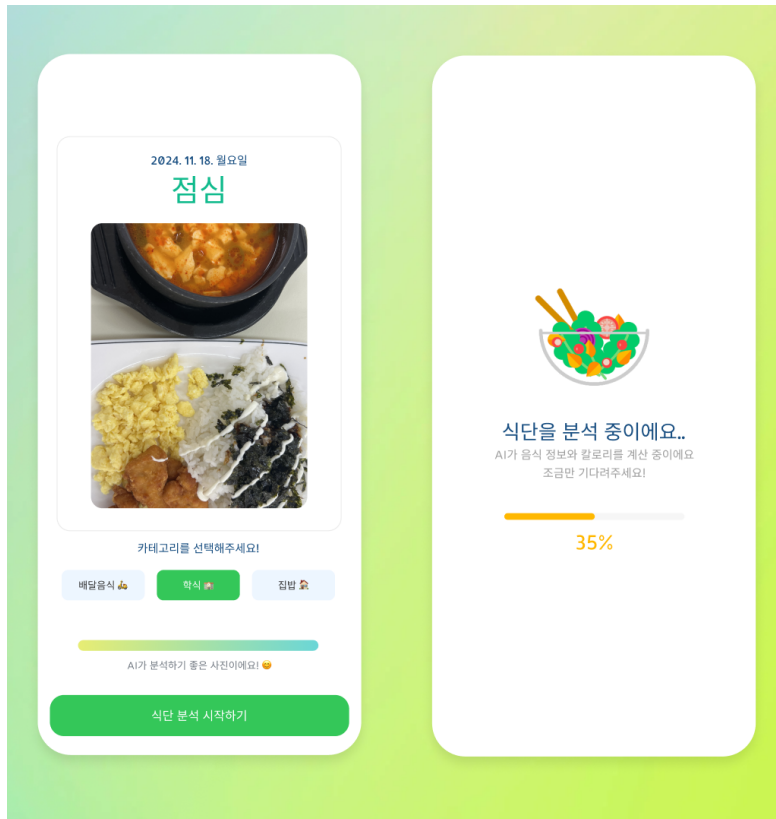 2024. 11. 18. 월요일
점심
카테고리를 선택해주세요!
배달음식 🛵
학식 🏫
집밥 🏠
AI가 분석하기 좋은 사진이에요! 😊
식단 분석 시작하기
식단을 분석 중이에요..
AI가 음식 정보와 칼로리를 계산 중이에요
조금만 기다려주세요!
35%